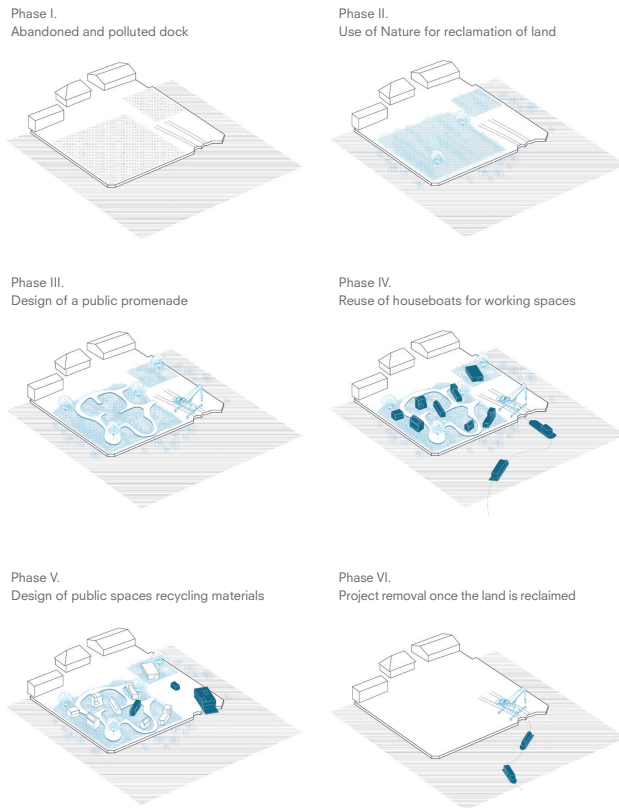 Phase I.
Abandoned and polluted dock
Phase II.
Use of Nature for reclamation of land
Phase III.
Design of a public promenade
Phase IV.
Reuse of houseboats for working spaces
Phase V.
Design of public spaces recycling materials
Phase VI.
Project removal once the land is reclaimed